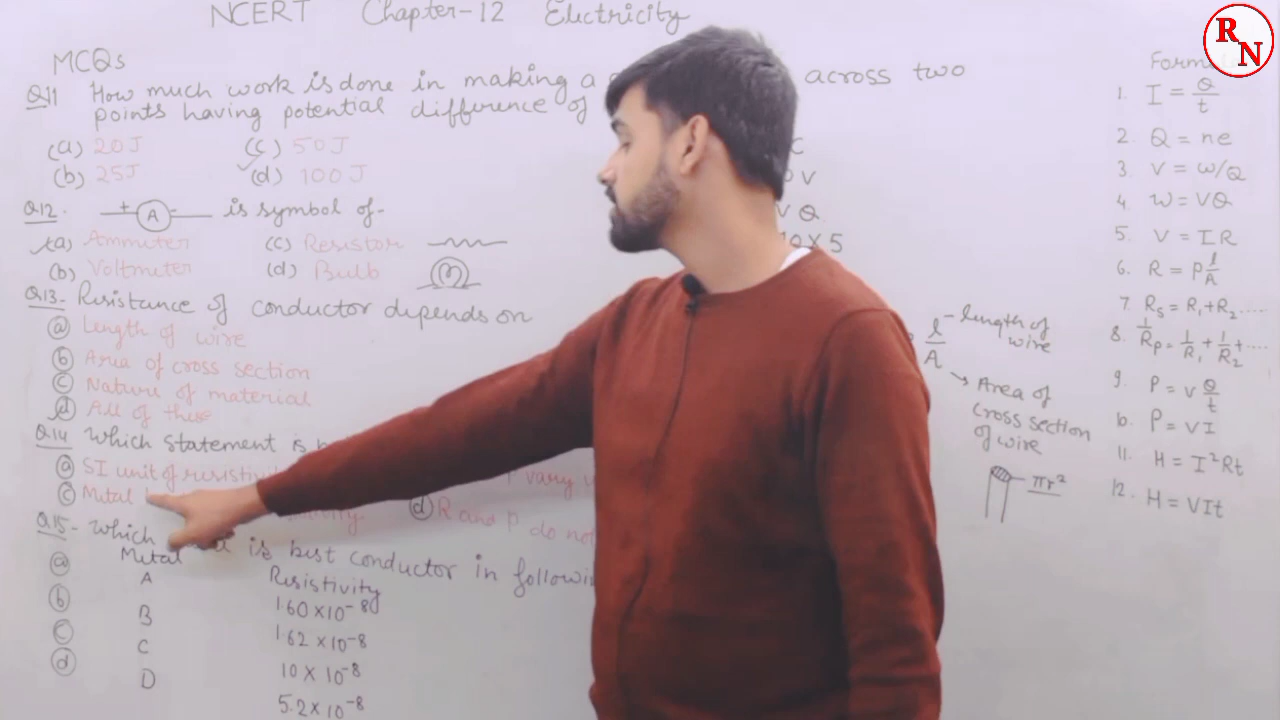 NCERT Chapter-12 Electricity
R
N
MCQs
Q11 How much work is done in making a across two
points having potential difference of
(a) 20J (c) 50J
(b) 25J (d) 100J
Q12. + A - is symbol of-
(a) Ammeter (c) Resistor
(b) Voltmeter (d) Bulb
Q13- Resistance of conductor depends on
(a) Length of wire
(b) Area of cross section
(c) Nature of material
(d) All of these
Q14 Which statement is
(a) SI unit of resistivi vary
(c) Metal (d) R and ρ do not
Q15- Which is best conductor in
Metal Resistivity
(a) A 1.60×10⁻⁸
(b) B 1.62×10⁻⁸
(c) C 10×10⁻⁸
(d) D 5.2×10⁻⁸
C
V
V Q
10×5
l - length of wire
A → Area of cross section of wire
πr²
1. I = Q/t
2. Q = ne
3. V = w/Q
4. w = VQ
5. V = IR
6. R = ρ l/A
7. Rs = R₁+R₂.....
8. 1/Rp = 1/R₁ + 1/R₂ +....
9. P = V Q/t
10. P = VI
11. H = I²Rt
12. H = VIt